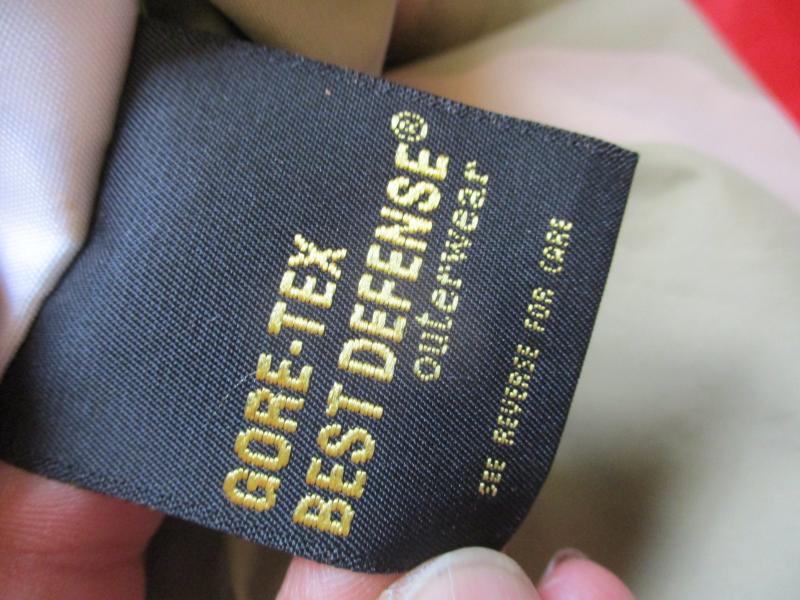 GORE-TEX
BEST DEFENSE®
outerwear
SEE REVERSE FOR CARE